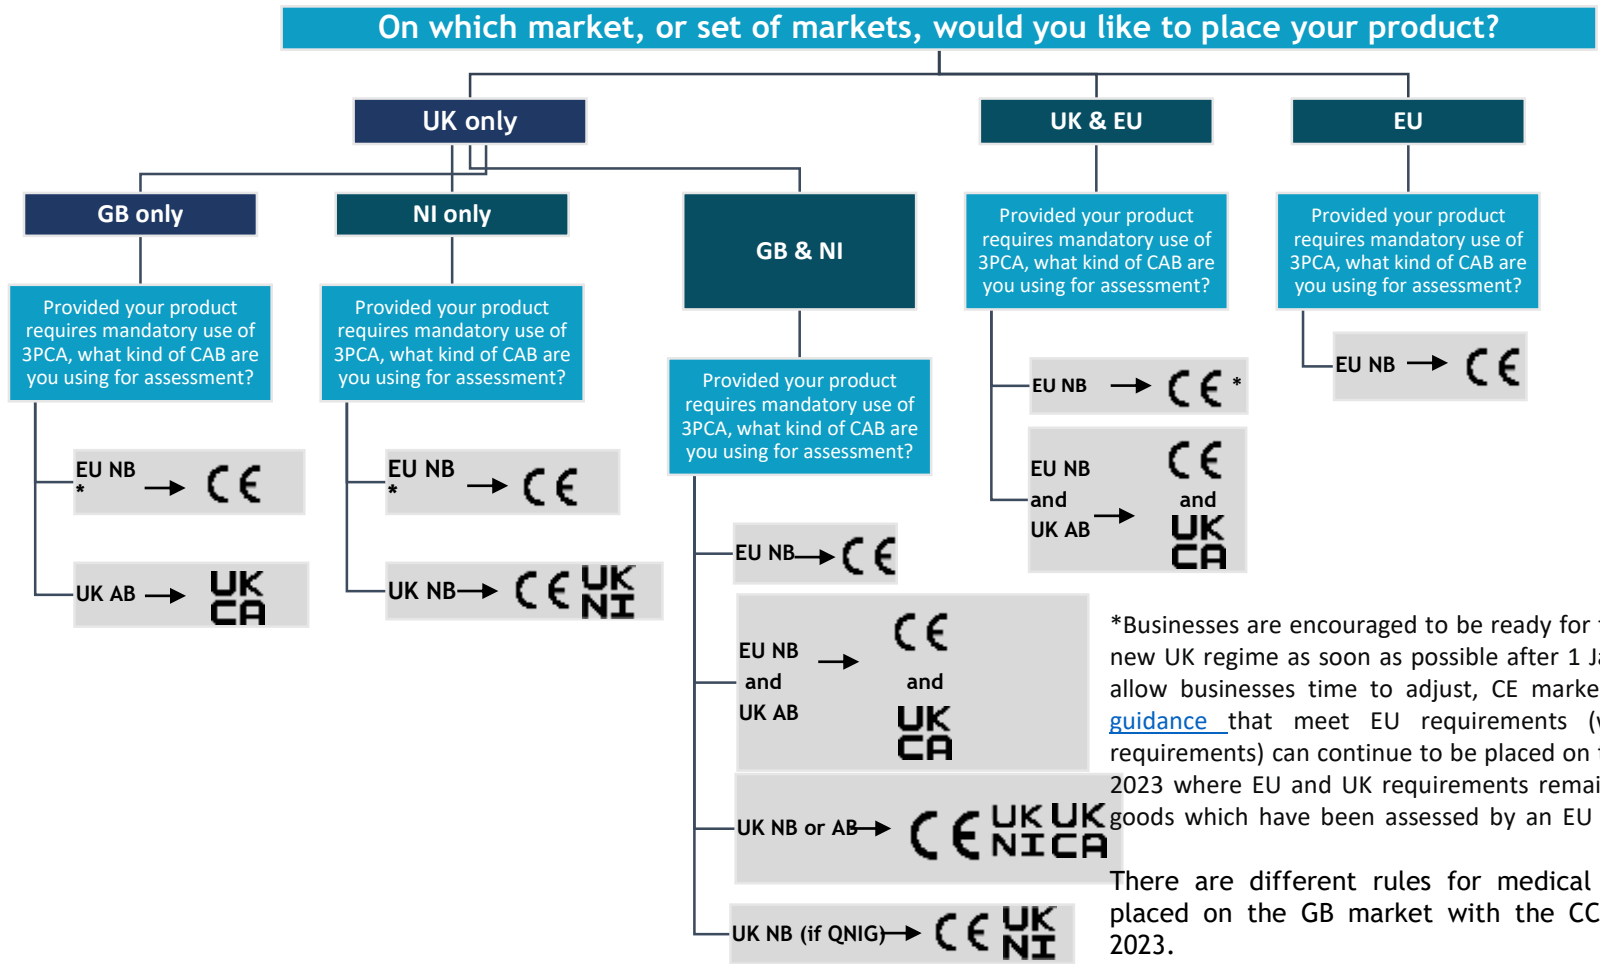 On which market, or set of markets, would you like to place your product?
UK only
UK & EU
EU
GB only
NI only
GB & NI
Provided your product
requires mandatory use of
3PCA, what kind of CAB are
you using for assessment?
Provided your product
requires mandatory use of
3PCA, what kind of CAB are
you using for assessment?
Provided your product
requires mandatory use of
3PCA, what kind of CAB are
you using for assessment?
Provided your product
requires mandatory use of
3PCA, what kind of CAB are
you using for assessment?
Provided your product
requires mandatory use of
3PCA, what kind of CAB are
you using for assessment?
EU NB
*
CE
UK AB
UK
CA
EU NB
*
CE
UK NB
CE
UK
NI
EU NB
CE
EU NB
and
UK AB
CE
and
UK
CA
UK NB or AB
CE
UK
NI
UK
CA
UK NB (if QNIG)
CE
UK
NI
EU NB
CE *
EU NB
and
UK AB
CE
and
UK
CA
EU NB
CE
*Businesses are encouraged to be ready for
new UK regime as soon as possible after 1
allow businesses time to adjust, CE
guidance that meet EU requirements
requirements) can continue to be placed on
2023 where EU and UK requirements
goods which have been assessed by an EU
There are different rules for medical
placed on the GB market with the
2023.